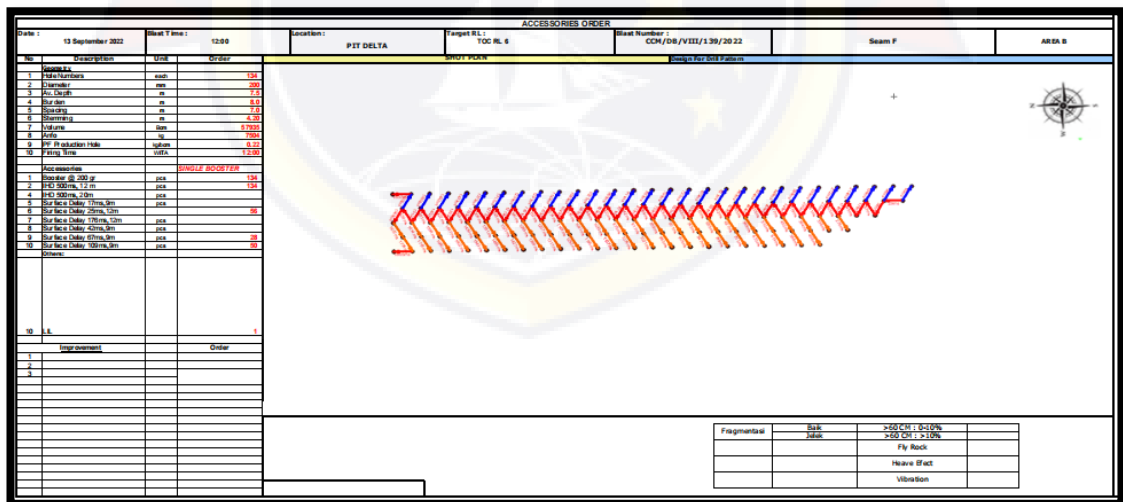 ACCESSORIES ORDER
Date : 13 September 2022 Blast Time : 12:00 Location : PIT DELTA Target RL : TOC RL 6 Blast Number : CCM/DB/VIII/139/2022 Seam F AREA B
No Description Unit Order SHOT PLAN Design For Drill Pattern
Geometry
1 Hole Numbers each 134
2 Diameter mm 200
3 Av. Depth m 7.5
4 Burden m 8.0
5 Spacing m 7.0
6 Stemming m 4.20
7 Volume Bcm 57935
8 Anfo kg 7504
9 PF Production Hole kg/bcm 0.22
10 Firing Time WITA 12:00
Accessories SINGLE BOOSTER
1 Booster @ 200 gr pcs 134
2 IHD 500ms, 12 m pcs 134
4 IHD 500ms, 20m pcs
5 Surface Delay 17ms,9m pcs
6 Surface Delay 25ms,12m 56
7 Surface Delay 176ms,12m pcs
8 Surface Delay 42ms,9m pcs
9 Surface Delay 67ms,9m pcs 28
10 Surface Delay 109ms,9m pcs 50
Others:
10 L.E. 1
Improvement Order
1
2
3
Fragmentasi Baik >60 CM : 0-10%
Jelek >60 CM : >10%
Fly Rock
Heave Efect
Vibration